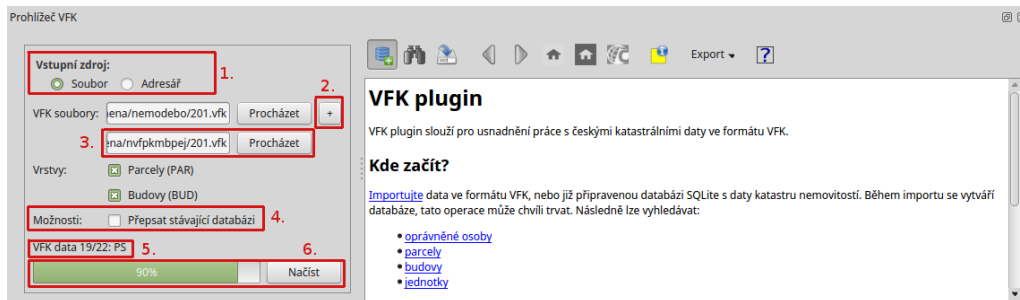 Prohlížeč VFK
Vstupní zdroj:
Soubor Adresář
1.
2.
VFK soubory: ena/nemodebo/201.vfk Procházet +
3. ena/nvfpkmbpej/201.vfk Procházet
Vrstvy: Parcely (PAR)
Budovy (BUD)
Možnosti: Přepsat stávající databázi 4.
VFK data 19/22: PS 5. 6.
90% Načíst
Export ?
VFK plugin
VFK plugin slouží pro usnadnění práce s českými katastrálními daty ve formátu VFK.
Kde začít?
Importujte data ve formátu VFK, nebo již připravenou databázi SQLite s daty katastru nemovitostí. Během importu se vytváří
databáze, tato operace může chvíli trvat. Následně lze vyhledávat:
oprávněné osoby
parcely
budovy
jednotky